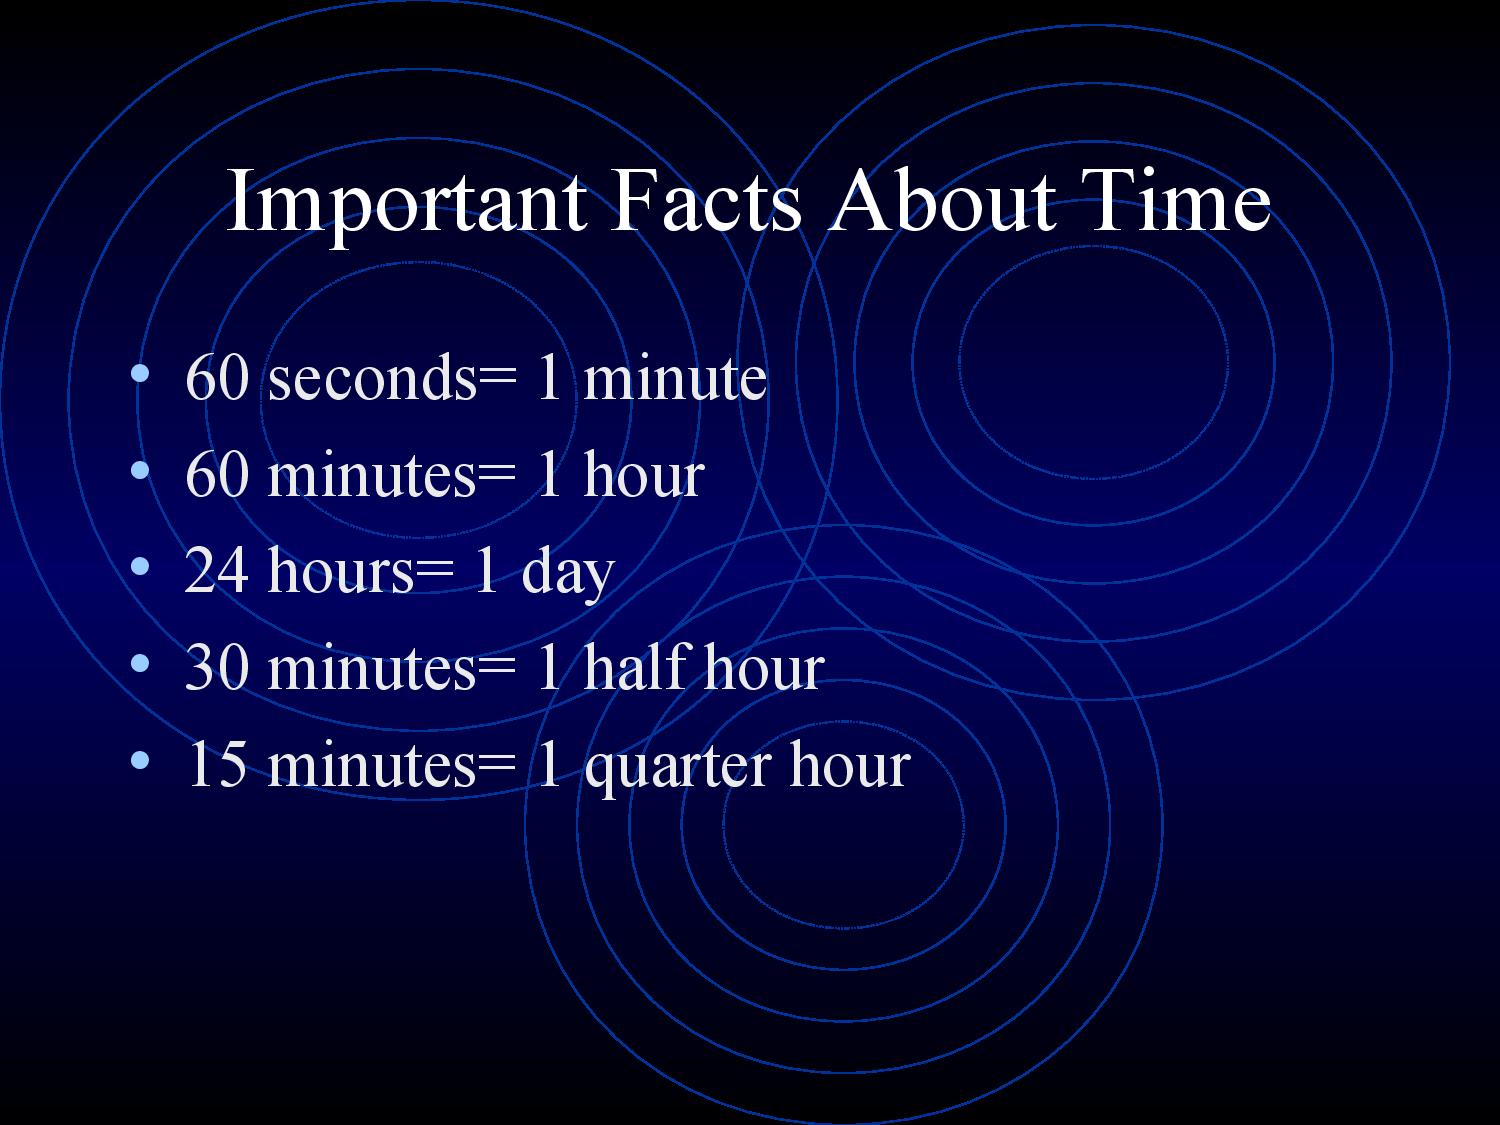 Important Facts About Time
• 60 seconds= 1 minute
• 60 minutes= 1 hour
• 24 hours= 1 day
• 30 minutes= 1 half hour
• 15 minutes= 1 quarter hour